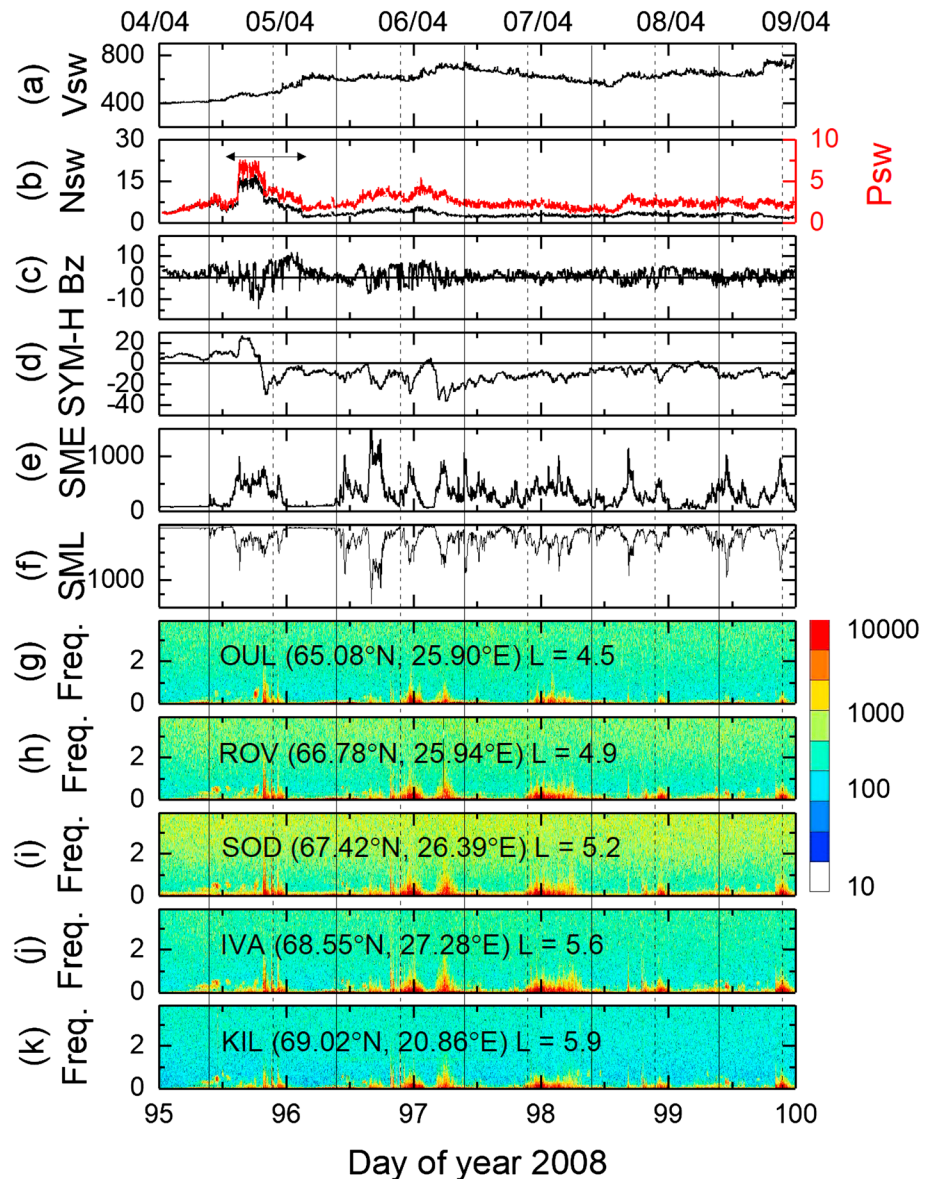 04/04 05/04 06/04 07/04 08/04 09/04
(a) Vsw
800
400
(b) Nsw
30
15
0
10
5
0
Psw
(c) Bz
10
0
-10
(d) SYM-H
20
0
-20
-40
(e) SME
1000
0
(f) SML
1000
(g) Freq.
2
0
OUL (65.08°N, 25.90°E) L = 4.5
(h) Freq.
2
0
ROV (66.78°N, 25.94°E) L = 4.9
(i) Freq.
2
0
SOD (67.42°N, 26.39°E) L = 5.2
(j) Freq.
2
0
IVA (68.55°N, 27.28°E) L = 5.6
(k) Freq.
2
0
KIL (69.02°N, 20.86°E) L = 5.9
10000
1000
100
10
95 96 97 98 99 100
Day of year 2008